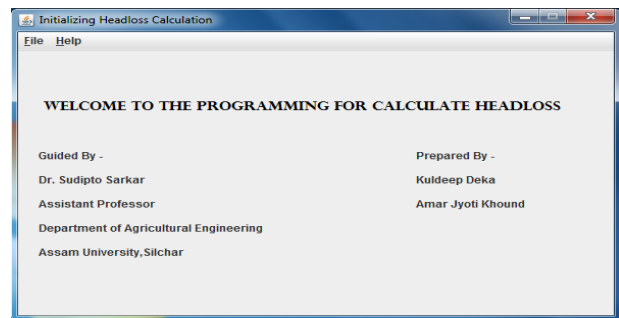 Initializing Headloss Calculation
File Help
WELCOME TO THE PROGRAMMING FOR CALCULATE HEADLOSS
Guided By -
Dr. Sudipto Sarkar
Assistant Professor
Department of Agricultural Engineering
Assam University,Silchar
Prepared By -
Kuldeep Deka
Amar Jyoti Khound